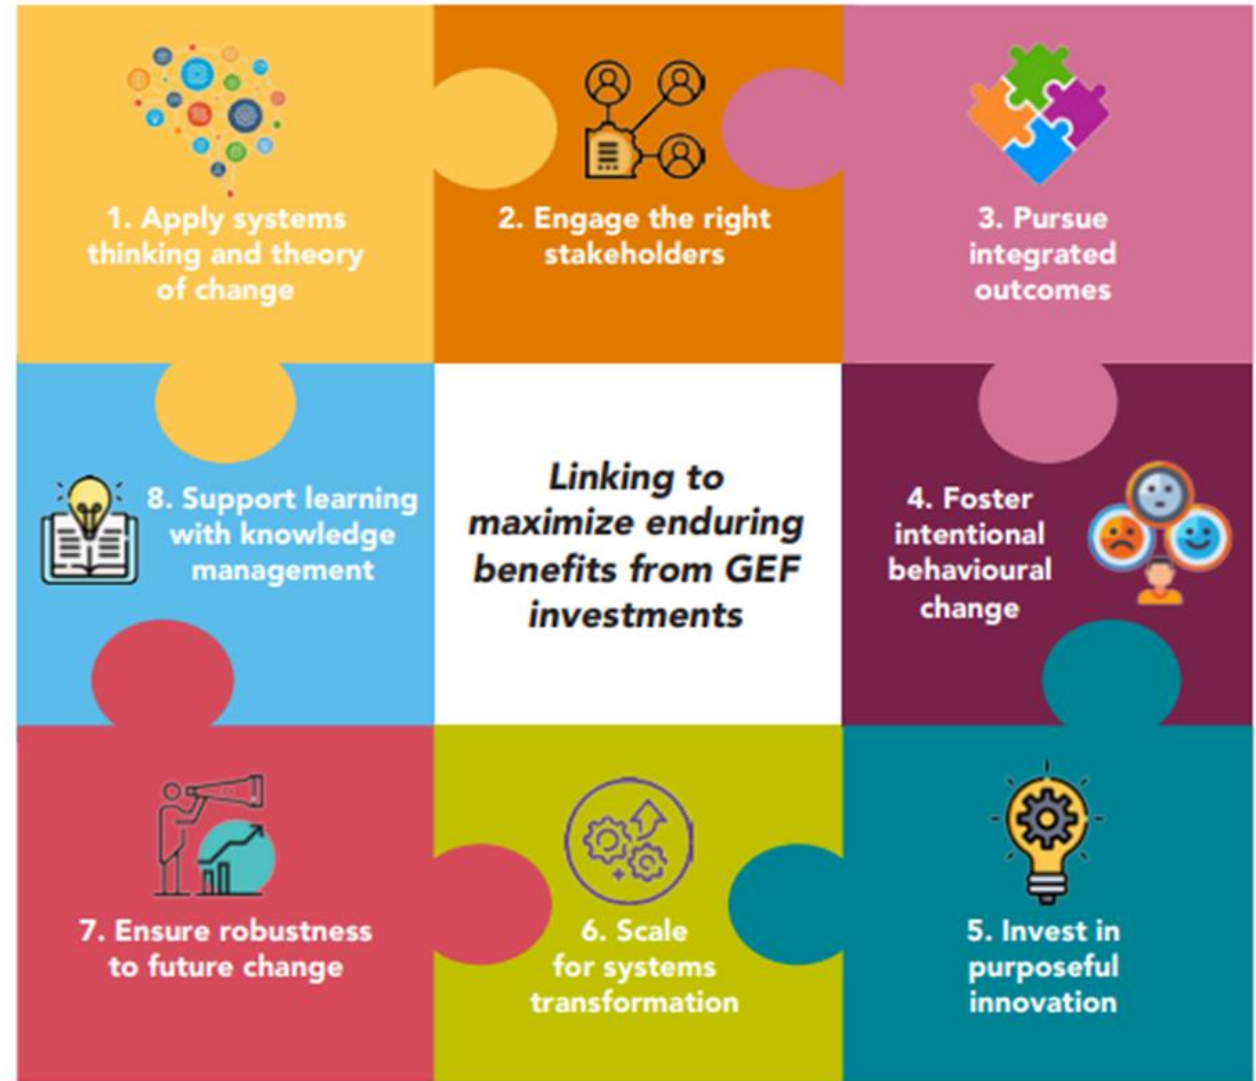 1. Apply systems
thinking and theory
of change
2. Engage the right
stakeholders
3. Pursue
integrated
outcomes
8. Support learning
with knowledge
management
Linking to
maximize enduring
benefits from GEF
investments
4. Foster
intentional
behavioural
change
7. Ensure robustness
to future change
6. Scale
for systems
transformation
5. Invest in
purposeful
innovation